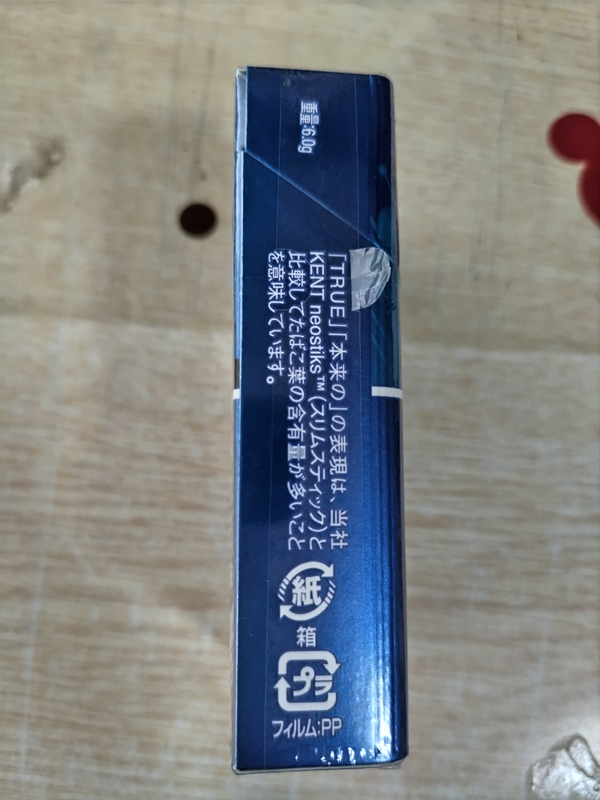 重量:6.0g
「TRUE」「本来の」の表現は、当社
KENT neostiks™(スリムスティック)と
比較してたばこ葉の含有量が多いこと
を意味しています。
紙
箱
プラ
フィルム:PP